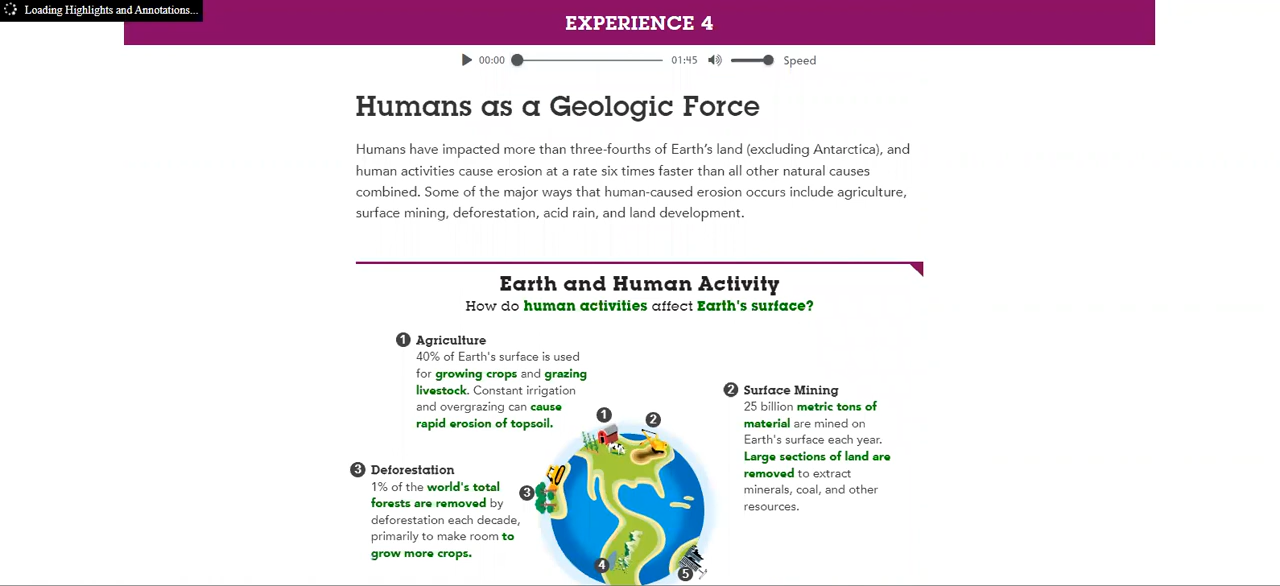 Loading Highlights and Annotations...
EXPERIENCE 4
00:00
01:45
Speed
Humans as a Geologic Force
Humans have impacted more than three-fourths of Earth's land (excluding Antarctica), and
human activities cause erosion at a rate six times faster than all other natural causes
combined. Some of the major ways that human-caused erosion occurs include agriculture,
surface mining, deforestation, acid rain, and land development.
Earth and Human Activity
How do human activities affect Earth's surface?
1 Agriculture
40% of Earth's surface is used
for growing crops and grazing
livestock. Constant irrigation
and overgrazing can cause
rapid erosion of topsoil.
2 Surface Mining
25 billion metric tons of
material are mined on
Earth's surface each year.
Large sections of land are
removed to extract
minerals, coal, and other
resources.
3 Deforestation
1% of the world's total
forests are removed by
deforestation each decade,
primarily to make room to
grow more crops.
1
2
3
4
5